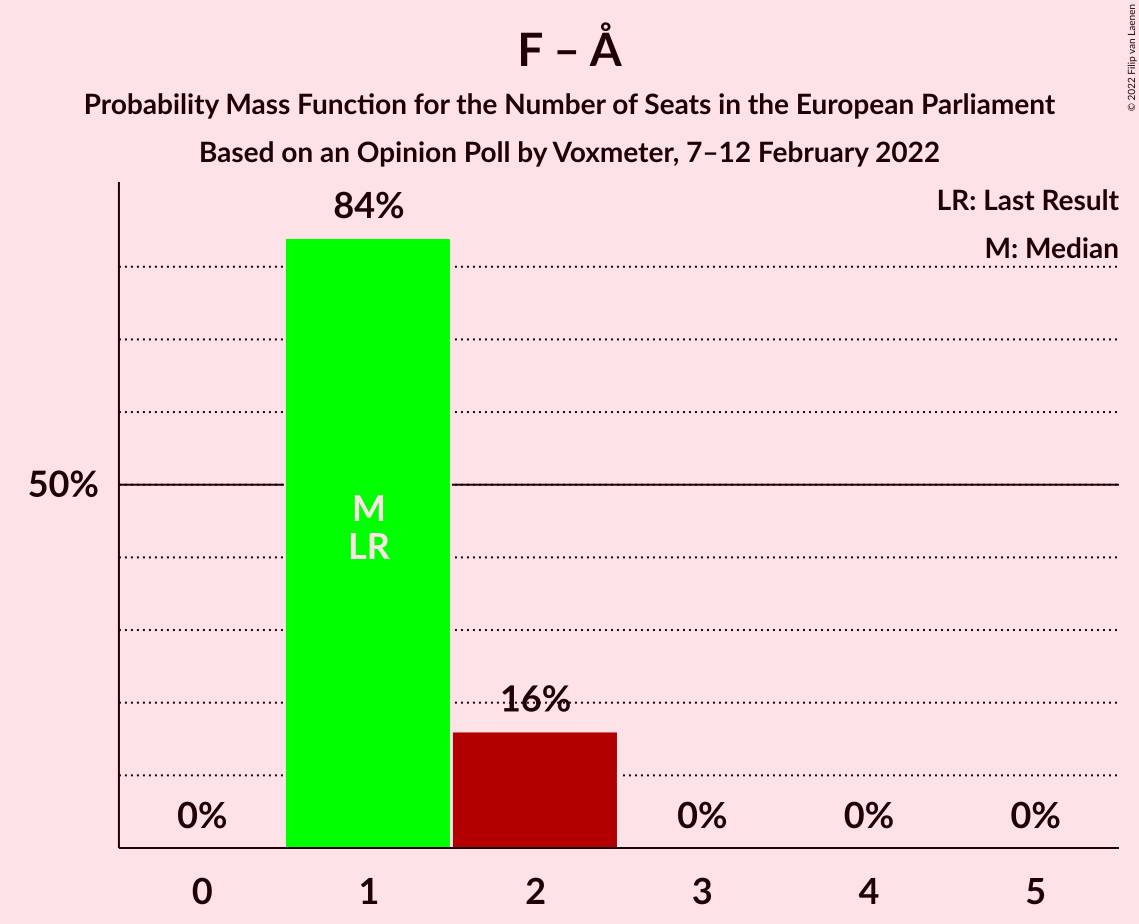 F – Å
Probability Mass Function for the Number of Seats in the European Parliament
Based on an Opinion Poll by Voxmeter, 7–12 February 2022
© 2022 Filip van Laenen
LR: Last Result
M: Median
84%
50%
M
LR
16%
0%
0%
0%
0%
0
1
2
3
4
5